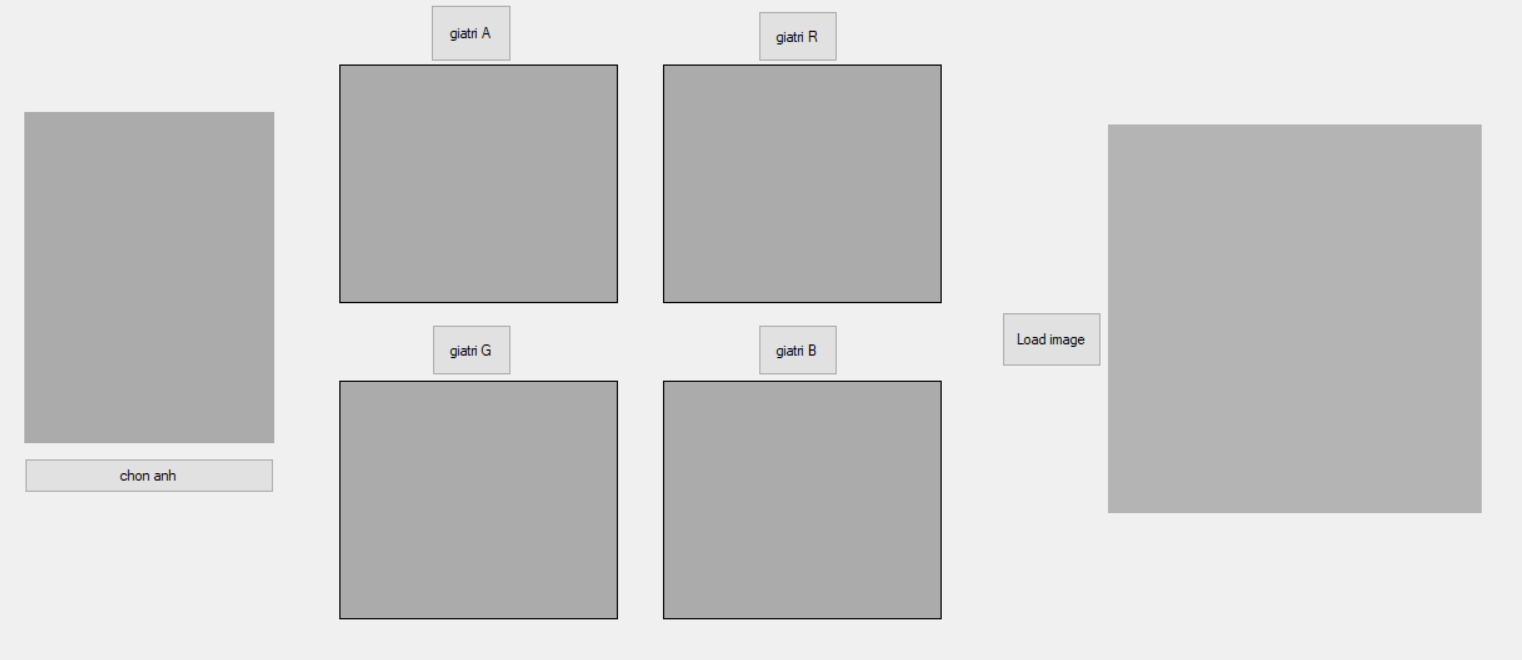 giatri A
giatri R
giatri G
giatri B
Load image
chon anh